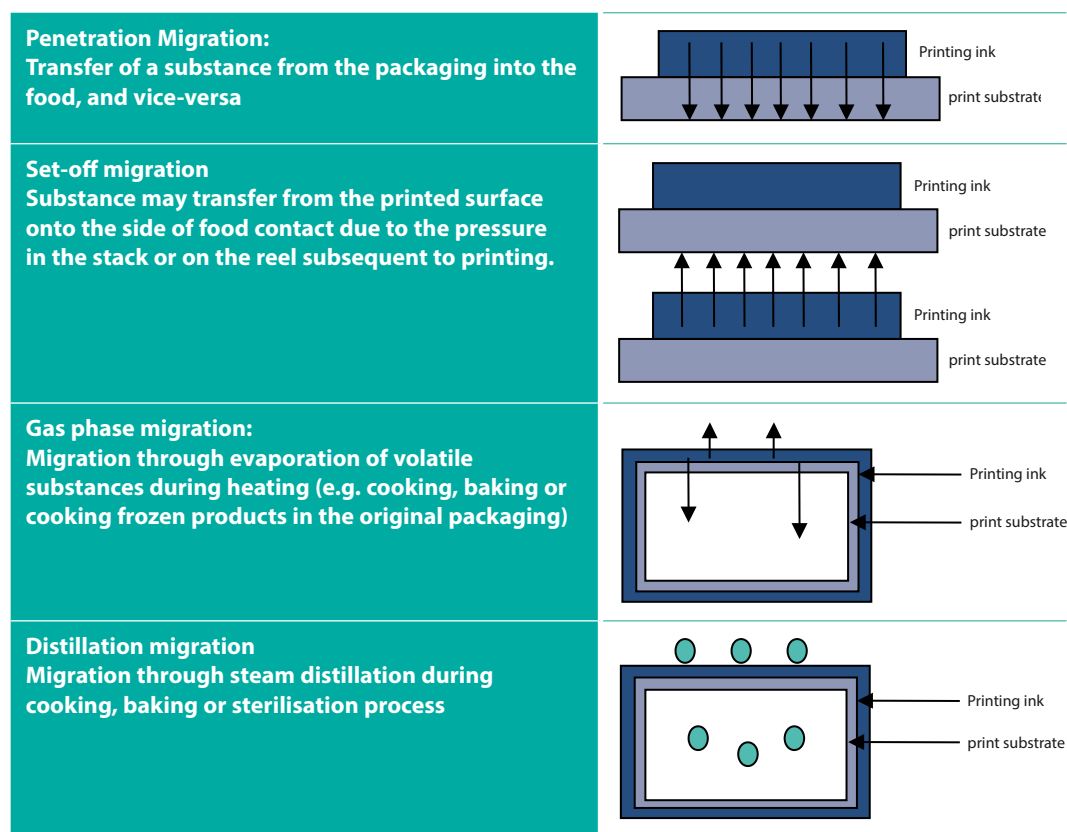 Penetration Migration:
Transfer of a substance from the packaging into the
food, and vice-versa
Printing ink
print substrate
Set-off migration
Substance may transfer from the printed surface
onto the side of food contact due to the pressure
in the stack or on the reel subsequent to printing.
Printing ink
print substrate
Printing ink
print substrate
Gas phase migration:
Migration through evaporation of volatile
substances during heating (e.g. cooking, baking or
cooking frozen products in the original packaging)
Printing ink
print substrate
Distillation migration
Migration through steam distillation during
cooking, baking or sterilisation process
Printing ink
print substrate